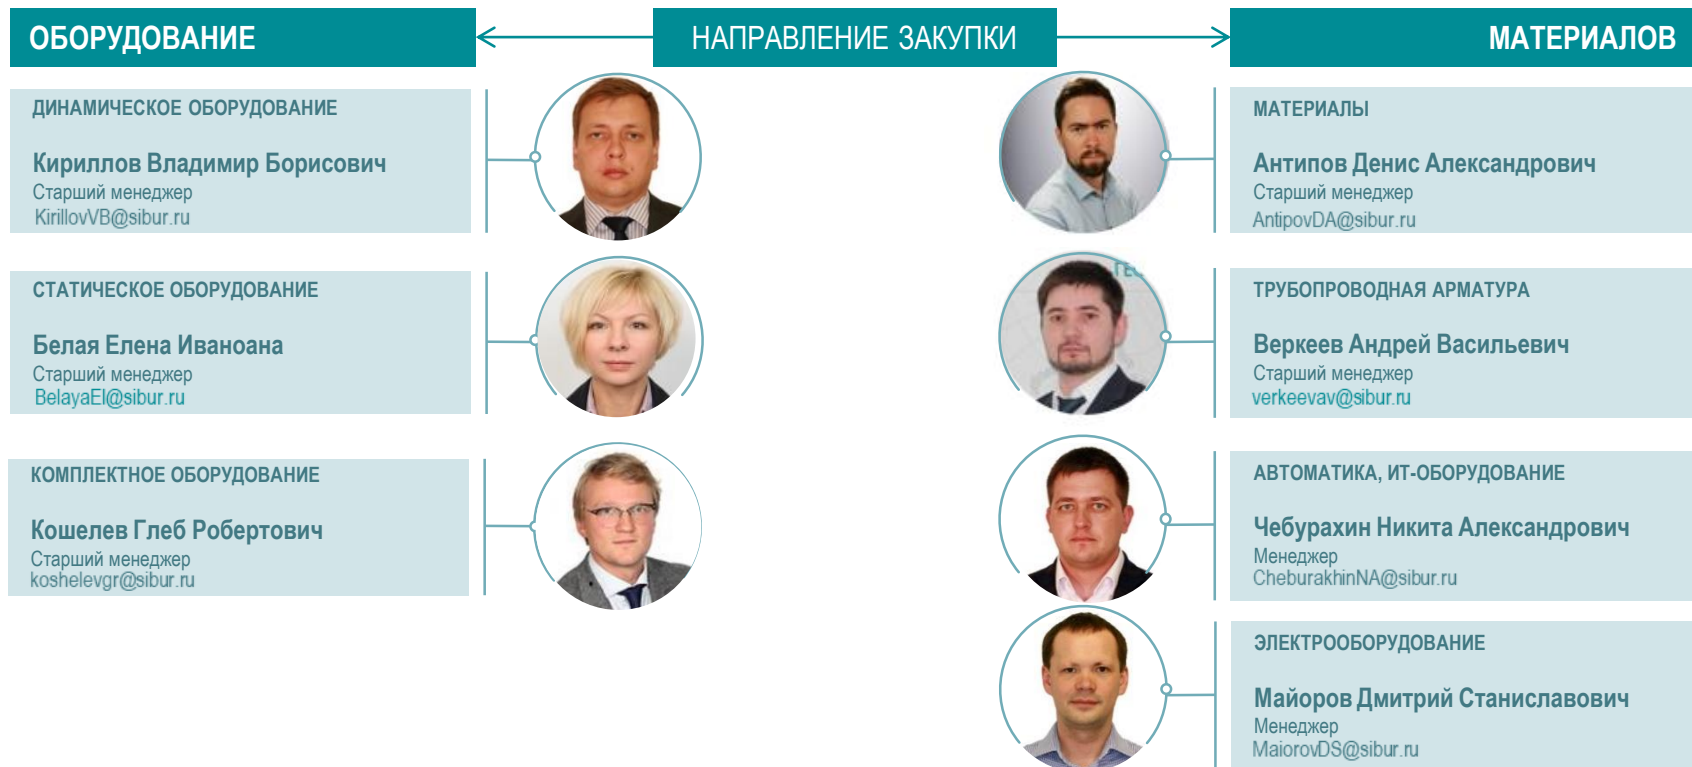 ОБОРУДОВАНИЕ
НАПРАВЛЕНИЕ ЗАКУПКИ
МАТЕРИАЛОВ
ДИНАМИЧЕСКОЕ ОБОРУДОВАНИЕ
Кириллов Владимир Борисович
Старший менеджер
KirillovVB@sibur.ru
СТАТИЧЕСКОЕ ОБОРУДОВАНИЕ
Белая Елена Иваноана
Старший менеджер
BelayaEI@sibur.ru
КОМПЛЕКТНОЕ ОБОРУДОВАНИЕ
Кошелев Глеб Робертович
Старший менеджер
koshelevgr@sibur.ru
МАТЕРИАЛЫ
Антипов Денис Александрович
Старший менеджер
AntipovDA@sibur.ru
ТРУБОПРОВОДНАЯ АРМАТУРА
Веркеев Андрей Васильевич
Старший менеджер
verkeevav@sibur.ru
АВТОМАТИКА, ИТ-ОБОРУДОВАНИЕ
Чебурахин Никита Александрович
Менеджер
CheburakhinNA@sibur.ru
ЭЛЕКТРООБОРУДОВАНИЕ
Майоров Дмитрий Станиславович
Менеджер
MaiorovDS@sibur.ru